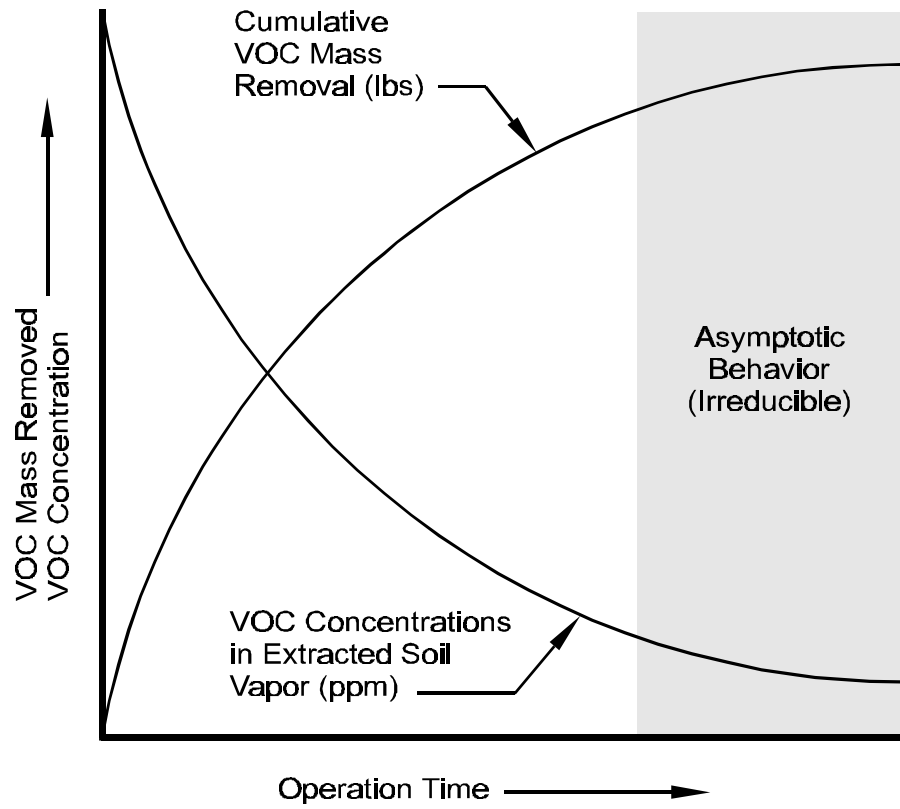 Cumulative
VOC Mass
Removal (lbs)
VOC Mass Removed
VOC Concentration
Asymptotic
Behavior
(Irreducible)
VOC Concentrations
in Extracted Soil
Vapor (ppm)
Operation Time